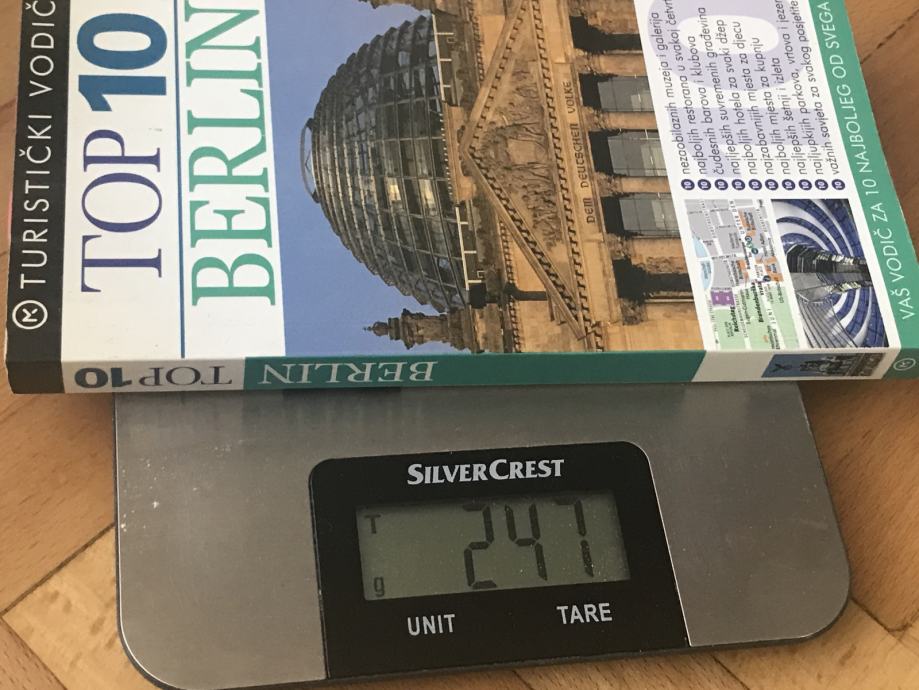 TURISTIČKI VODIČ
TOP 10
BERLIN
DEM DEUTSCHEN VOLKE
10 nezaobilaznih muzeja i galerija
10 najboljih restorana u svakoj četvrti
10 najboljih barova i klubova
10 čudesnih suvremenih građevina
10 najljepših hotela za svaki džep
10 najboljih mjesta za djecu
10 najzabavnijih mjesta za kupnju
10 najboljih šetnji i izleta
10 najljepših parkova, vrtova i jezera
10 najljupkijih
10 važnih savjeta za svakog posjetitelja
VAŠ VODIČ ZA 10 NAJBOLJEG OD SVEGA
TOP 10 BERLIN
SILVERCREST
T
247
g
UNIT TARE